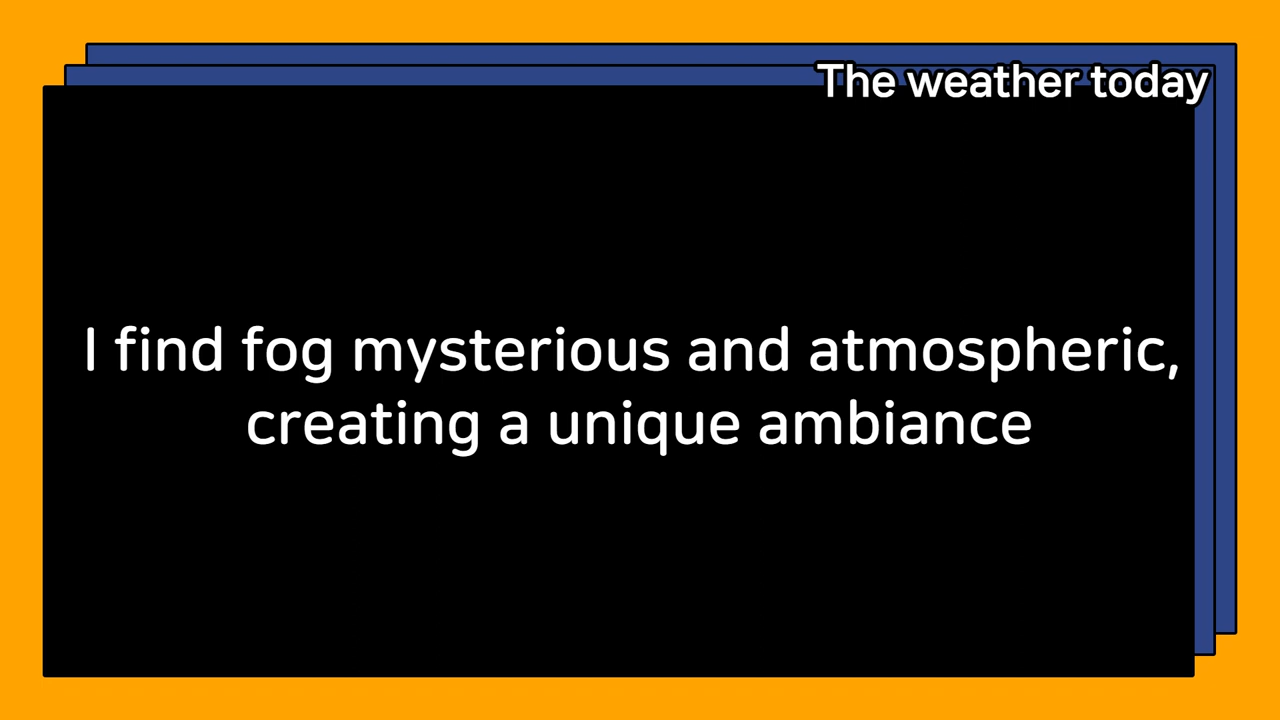 The weather today
I find fog mysterious and atmospheric,
creating a unique ambiance